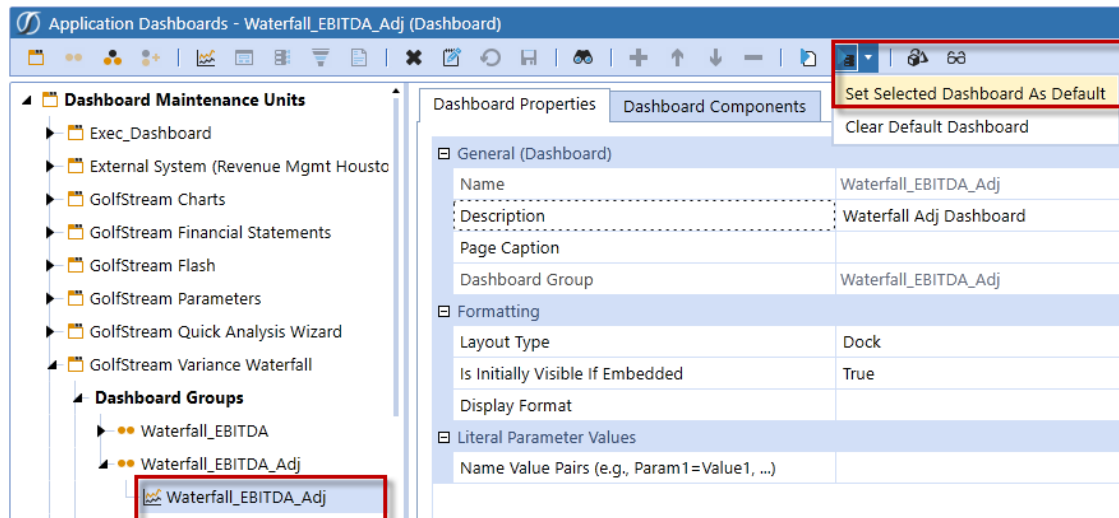 Application Dashboards - Waterfall_EBITDA_Adj (Dashboard)
Set Selected Dashboard As Default
Clear Default Dashboard
Dashboard Maintenance Units
Exec_Dashboard
External System (Revenue Mgmt Housto
GolfStream Charts
GolfStream Financial Statements
GolfStream Flash
GolfStream Parameters
GolfStream Quick Analysis Wizard
GolfStream Variance Waterfall
Dashboard Groups
Waterfall_EBITDA
Waterfall_EBITDA_Adj
Waterfall_EBITDA_Adj
Dashboard Properties Dashboard Components
General (Dashboard)
Name Waterfall_EBITDA_Adj
Description Waterfall Adj Dashboard
Page Caption
Dashboard Group Waterfall_EBITDA_Adj
Formatting
Layout Type Dock
Is Initially Visible If Embedded True
Display Format
Literal Parameter Values
Name Value Pairs (e.g., Param1=Value1, ...)